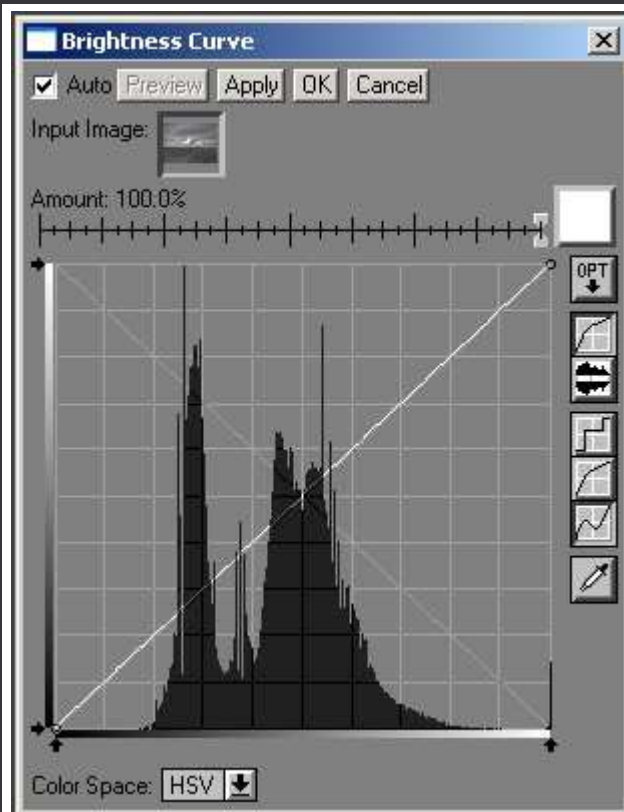 Brightness Curve
Auto Preview Apply OK Cancel
Input Image:
Amount: 100.0%
OPT
Color Space: HSV